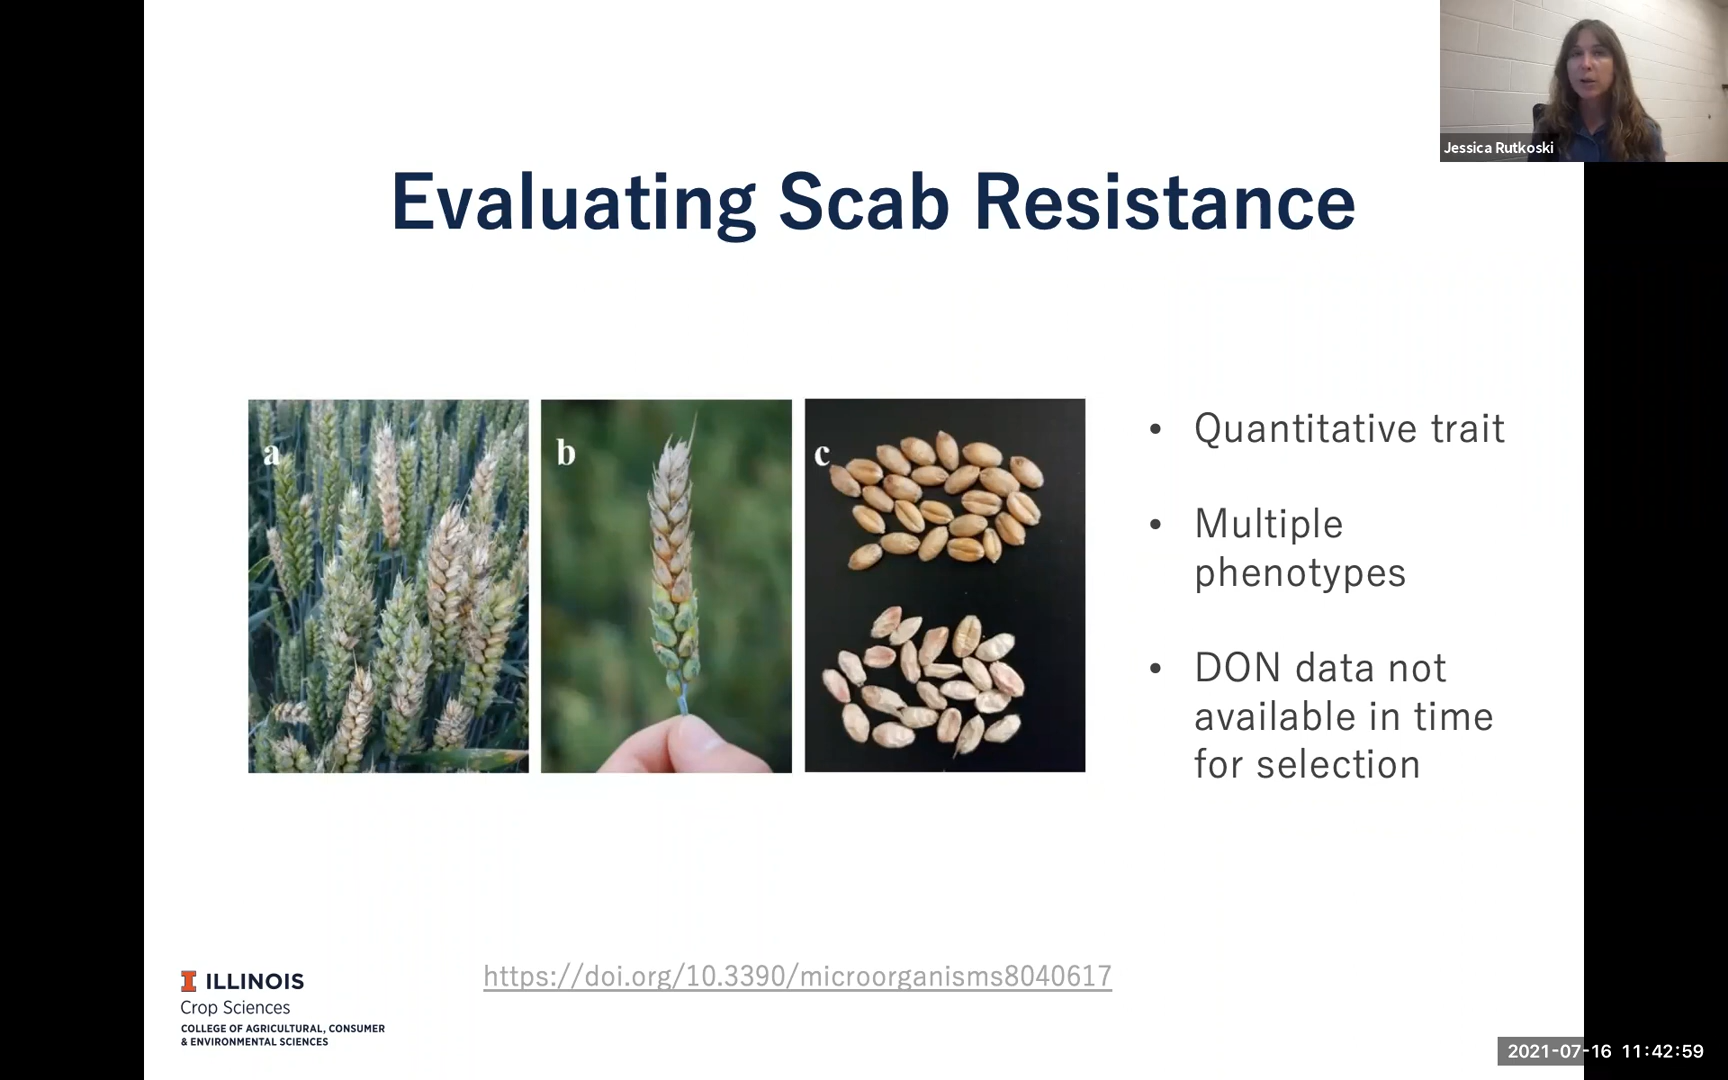 Jessica Rutkoski
Evaluating Scab Resistance
a
b
c
• Quantitative trait
• Multiple
phenotypes
• DON data not
available in time
for selection
https://doi.org/10.3390/microorganisms8040617
I ILLINOIS
Crop Sciences
COLLEGE OF AGRICULTURAL, CONSUMER
& ENVIRONMENTAL SCIENCES
2021-07-16 11:42:59